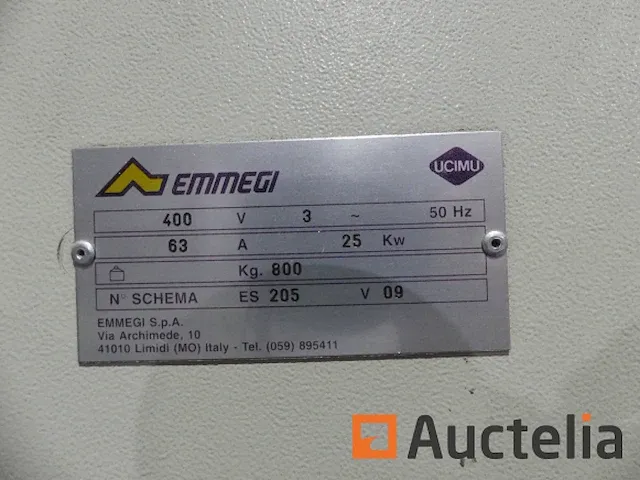 EMMEGI
UCIMU
400 V 3 ~ 50 Hz
63 A 25 Kw
Kg. 800
N° SCHEMA ES 205 V 09
EMMEGI S.p.A.
Via Archimede, 10
41010 Limidi (MO) Italy - Tel. (059) 895411
Auctelia